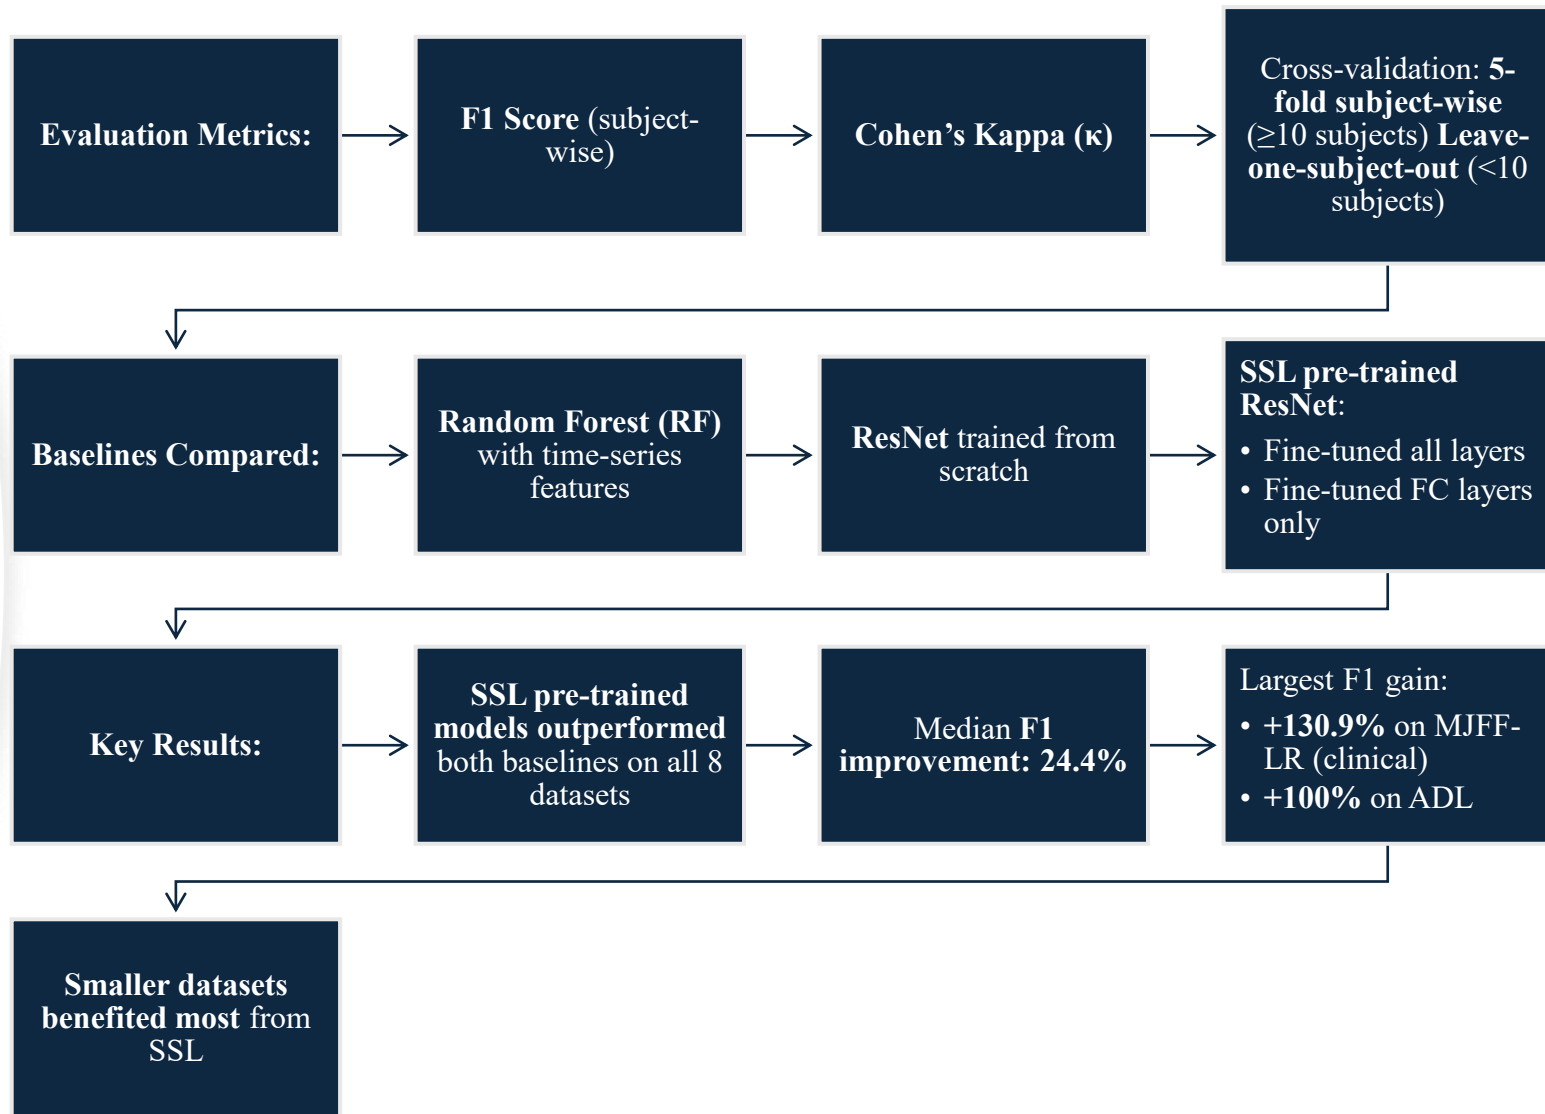 Evaluation Metrics:
F1 Score (subject-
wise)
Cohen's Kappa (κ)
Cross-validation: 5-
fold subject-wise
(≥10 subjects) Leave-
one-subject-out (<10
subjects)
Baselines Compared:
Random Forest (RF)
with time-series
features
ResNet trained from
scratch
SSL pre-trained
ResNet:
• Fine-tuned all layers
• Fine-tuned FC layers
only
Key Results:
SSL pre-trained
models outperformed
both baselines on all 8
datasets
Median F1
improvement: 24.4%
Largest F1 gain:
• +130.9% on MJFF-
LR (clinical)
• +100% on ADL
Smaller datasets
benefited most from
SSL